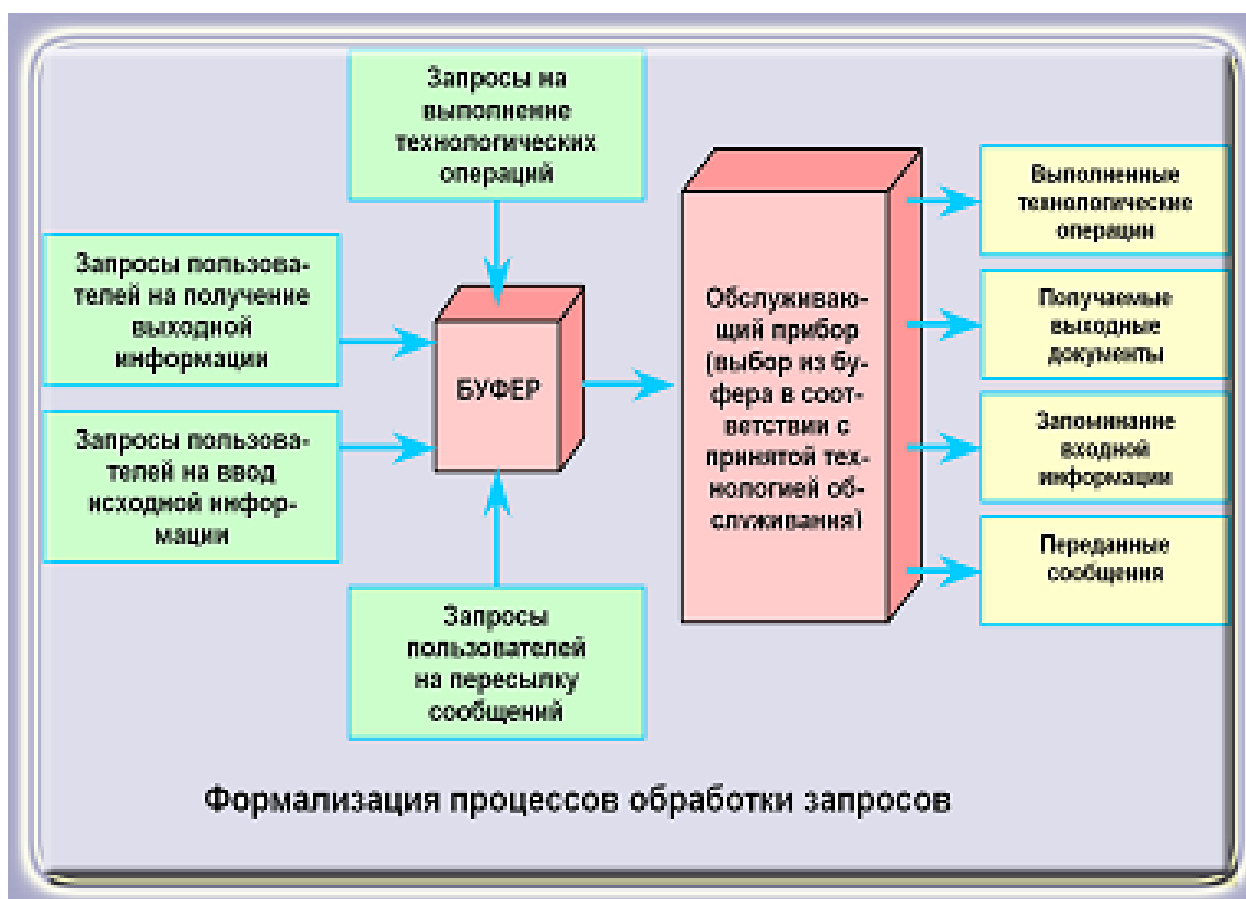 Запросы на
выполнение
технологических
операций
Запросы пользова-
телей на получение
выходной
информации
Запросы пользова-
телей на ввод
исходной инфор-
мации
БУФЕР
Запросы
пользователей
на пересылку
сообщений
Обслуживаю-
щий прибор
(выбор из бу-
фера в соот-
ветствии с
принятой тех-
нологией об-
служивания)
Выполненные
технологические
операции
Получаемые
выходные
документы
Запоминание
входной
информации
Переданные
сообщения
Формализация процессов обработки запросов